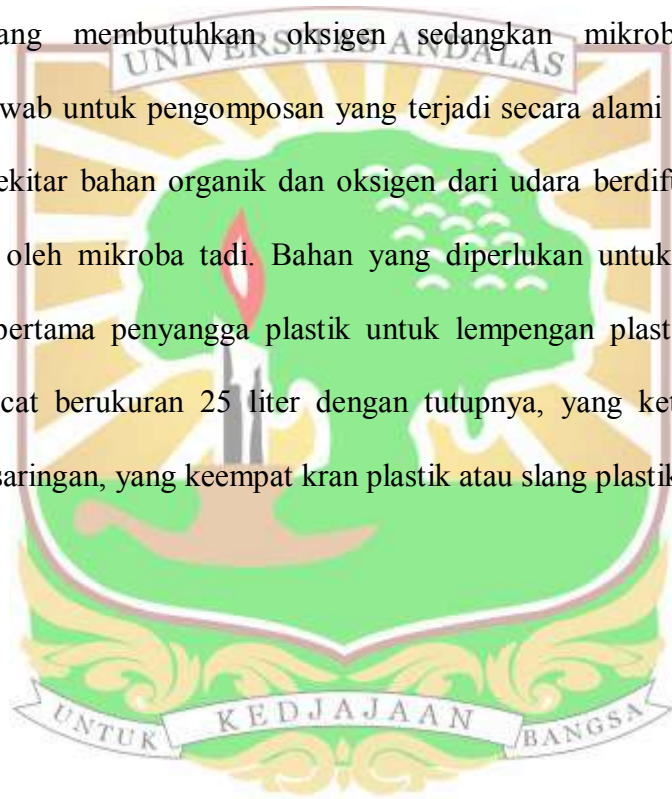 ang membutuhkan oksigen sedangkan mikrob
UNIVERSITAS ANDALAS
wab untuk pengomposan yang terjadi secara alami
ekitar bahan organik dan oksigen dari udara berdif
oleh mikroba tadi. Bahan yang diperlukan untuk
pertama penyangga plastik untuk lempengan plast
cat berukuran 25 liter dengan tutupnya, yang ket
saringan, yang keempat kran plastik atau slang plastik
UNTUK KEDJAJAAN BANGSA